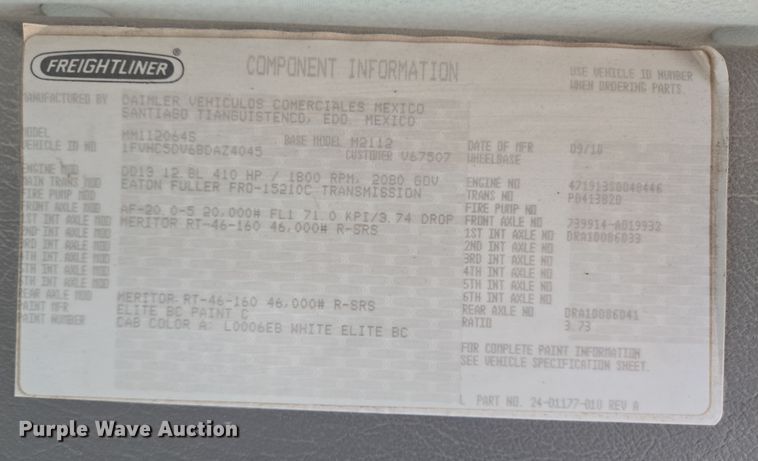 FREIGHTLINER®
COMPONENT INFORMATION
USE VEHICLE ID NUMBER
WHEN ORDERING PARTS.
MANUFACTURED BY DAIMLER VEHICULOS COMERCIALES MEXICO
SANTIAGO TIANGUISTENCO, EDO. MEXICO
MODEL MM112064S BASE MODEL M2112 DATE OF MFR 09/10
VEHICLE ID NO 1FVHC5DV6BDAZ4045 CUSTOMER V67507 WHEELBASE
ENGINE MOD DD13 12.8L 410 HP / 1800 RPM, 2080 GOV ENGINE NO 471913S0040446
MAIN TRANS MOD EATON FULLER FRO-15210C TRANSMISSION TRANS NO P0413820
FIRE PUMP MOD FIRE PUMP NO
FRONT AXLE MOD AF-20.0-5 20,000# FL1 71.0 KPI/3.74 DROP FRONT AXLE NO 739914-A019932
1ST INT AXLE MOD MERITOR RT-46-160 46,000# R-SRS 1ST INT AXLE NO DRA10086033
2ND INT AXLE MOD 2ND INT AXLE NO
3RD INT AXLE MOD 3RD INT AXLE NO
4TH INT AXLE MOD 4TH INT AXLE NO
5TH INT AXLE MOD 5TH INT AXLE NO
6TH INT AXLE MOD 6TH INT AXLE NO
REAR AXLE MOD MERITOR RT-46-160 46,000# R-SRS REAR AXLE NO DRA10086041
PAINT MFR ELITE BC PAINT C RATIO 3.73
PAINT NUMBER CAB COLOR A: L0006EB WHITE ELITE BC
FOR COMPLETE PAINT INFORMATION
SEE VEHICLE SPECIFICATION SHEET.
PART NO. 24-01177-010 REV A
Purple Wave Auction